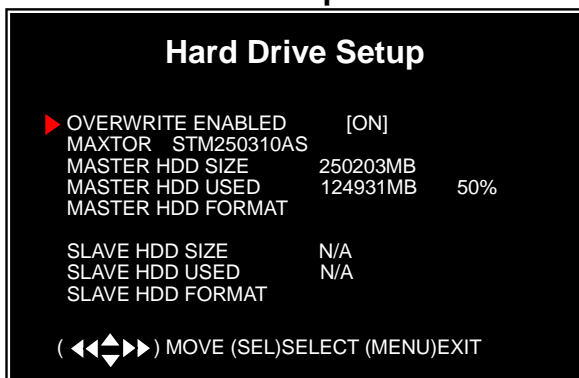 Hard Drive Setup
OVERWRITE ENABLED [ON]
MAXTOR STM250310AS
MASTER HDD SIZE 250203MB
MASTER HDD USED 124931MB 50%
MASTER HDD FORMAT
SLAVE HDD SIZE N/A
SLAVE HDD USED N/A
SLAVE HDD FORMAT
( ) MOVE (SEL)SELECT (MENU)EXIT